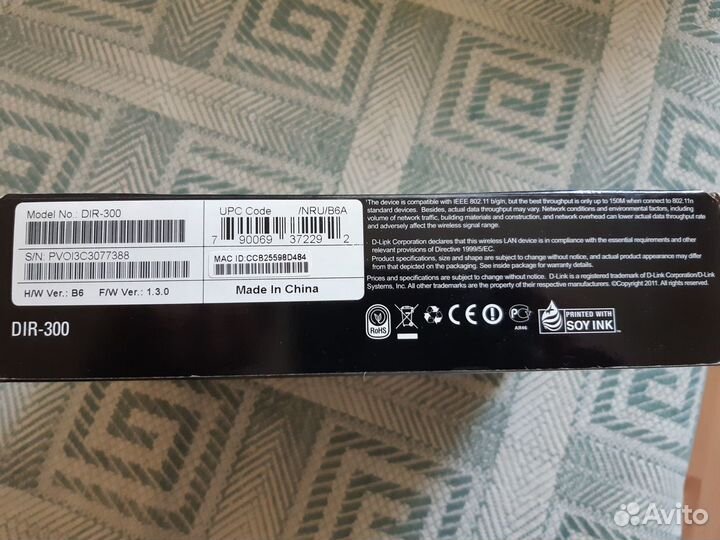 Model No.: DIR-300
S/N: PVOI3C3077388
H/W Ver.: B6 F/W Ver.: 1.3.0
UPC Code /NRU/B6A
7 90069 37229 2
MAC ID:CCB25598D484
Made In China
DIR-300
*The device is compatible with IEEE 802.11 b/g/n, but the best throughput is only up to 150M when connect to 802.11n
standard devices. Besides, actual data throughput may vary. Network conditions and environmental factors, including
volume of network traffic, building materials and construction, and network overhead can lower actual data throughput rate
and adversely affect the wireless signal range.
· D-Link Corporation declares that this wireless LAN device is in compliance with the essential requirements and other
relevant provisions of Directive 1999/5/EC.
· Product specifications, size and shape are subject to change without notice, and actual product appearance may differ
from that depicted on the packaging. See inside for package warranty details.
Prices and specifications are subject to change without notice. D-Link is a registered trademark of D-Link Corporation/D-Link
Systems, Inc. All other trademarks are the property of their respective manufacturers. ©Copyright 2011. All rights reserved.
RoHS
CE
AB46
PRINTED WITH
SOY INK
Avito